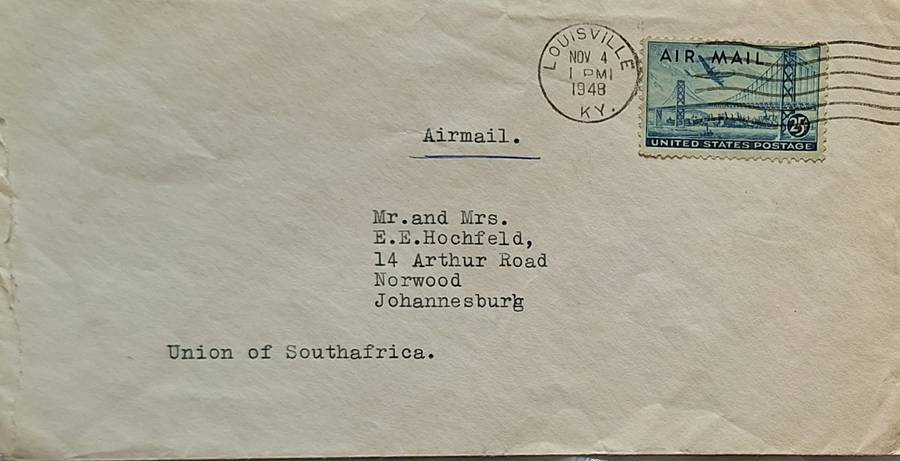 LOUISVILLE
NOV 4
1 PM
1948
KY.
AIR MAIL
25
UNITED STATES POSTAGE
Airmail.
Mr.and Mrs.
E.E.Hochfeld,
14 Arthur Road
Norwood
Johannesburg
Union of Southafrica.